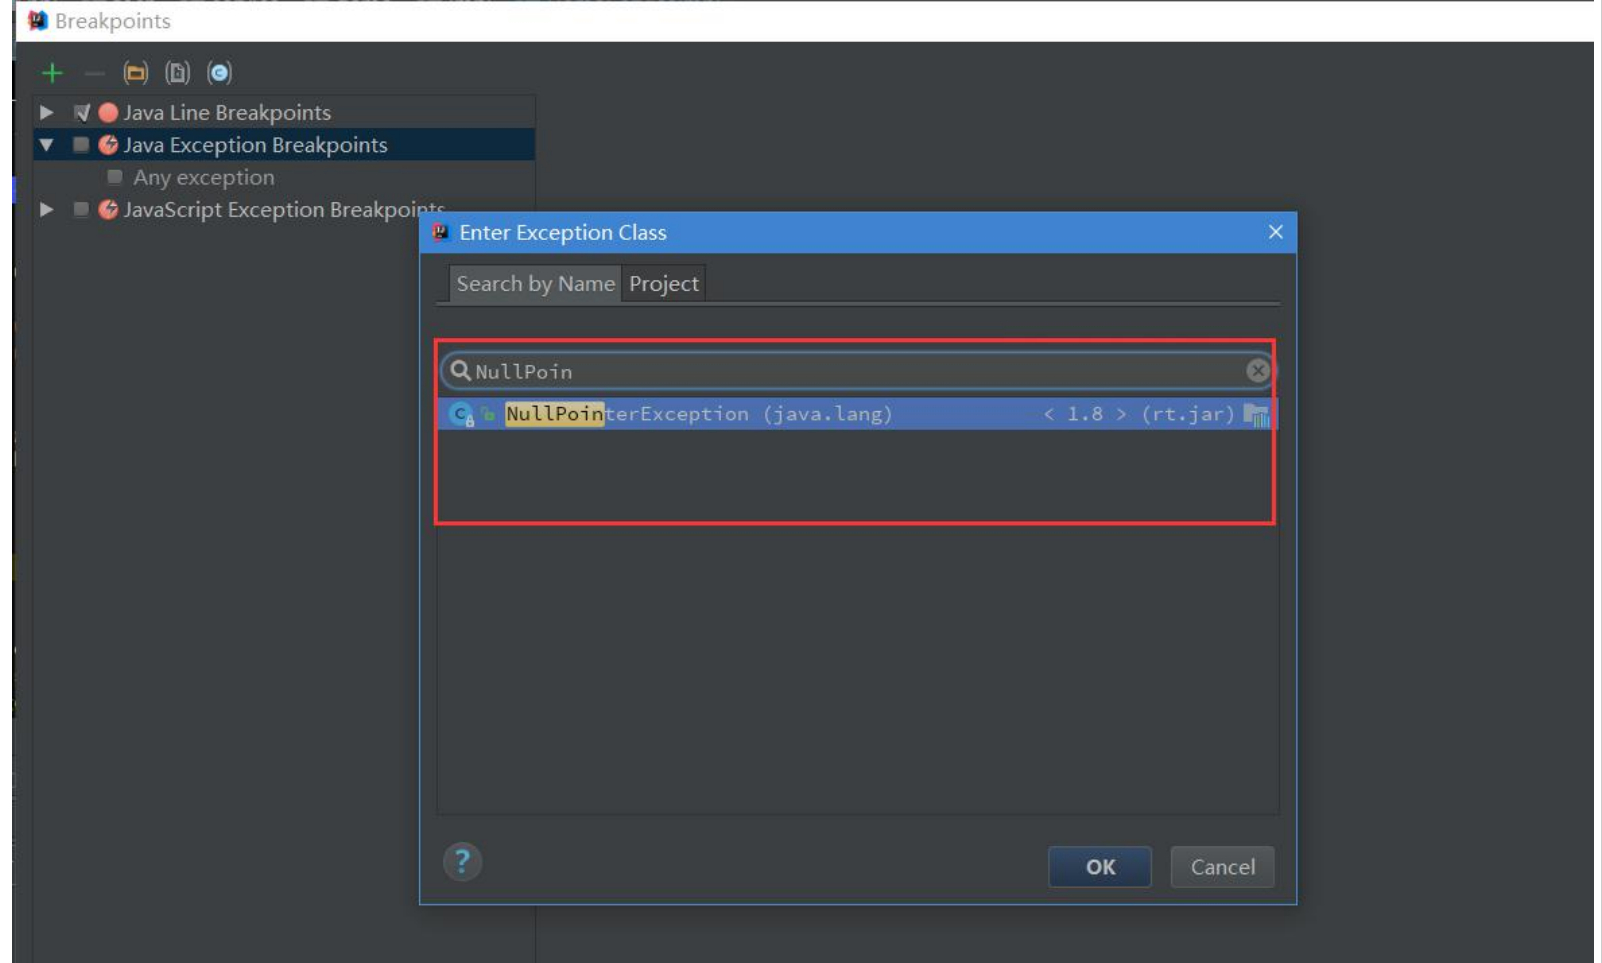 Breakpoints
Java Line Breakpoints
Java Exception Breakpoints
Any exception
JavaScript Exception Breakpoints
Enter Exception Class
Search by Name Project
NullPoin
NullPointerException (java.lang) < 1.8 > (rt.jar)
? OK Cancel